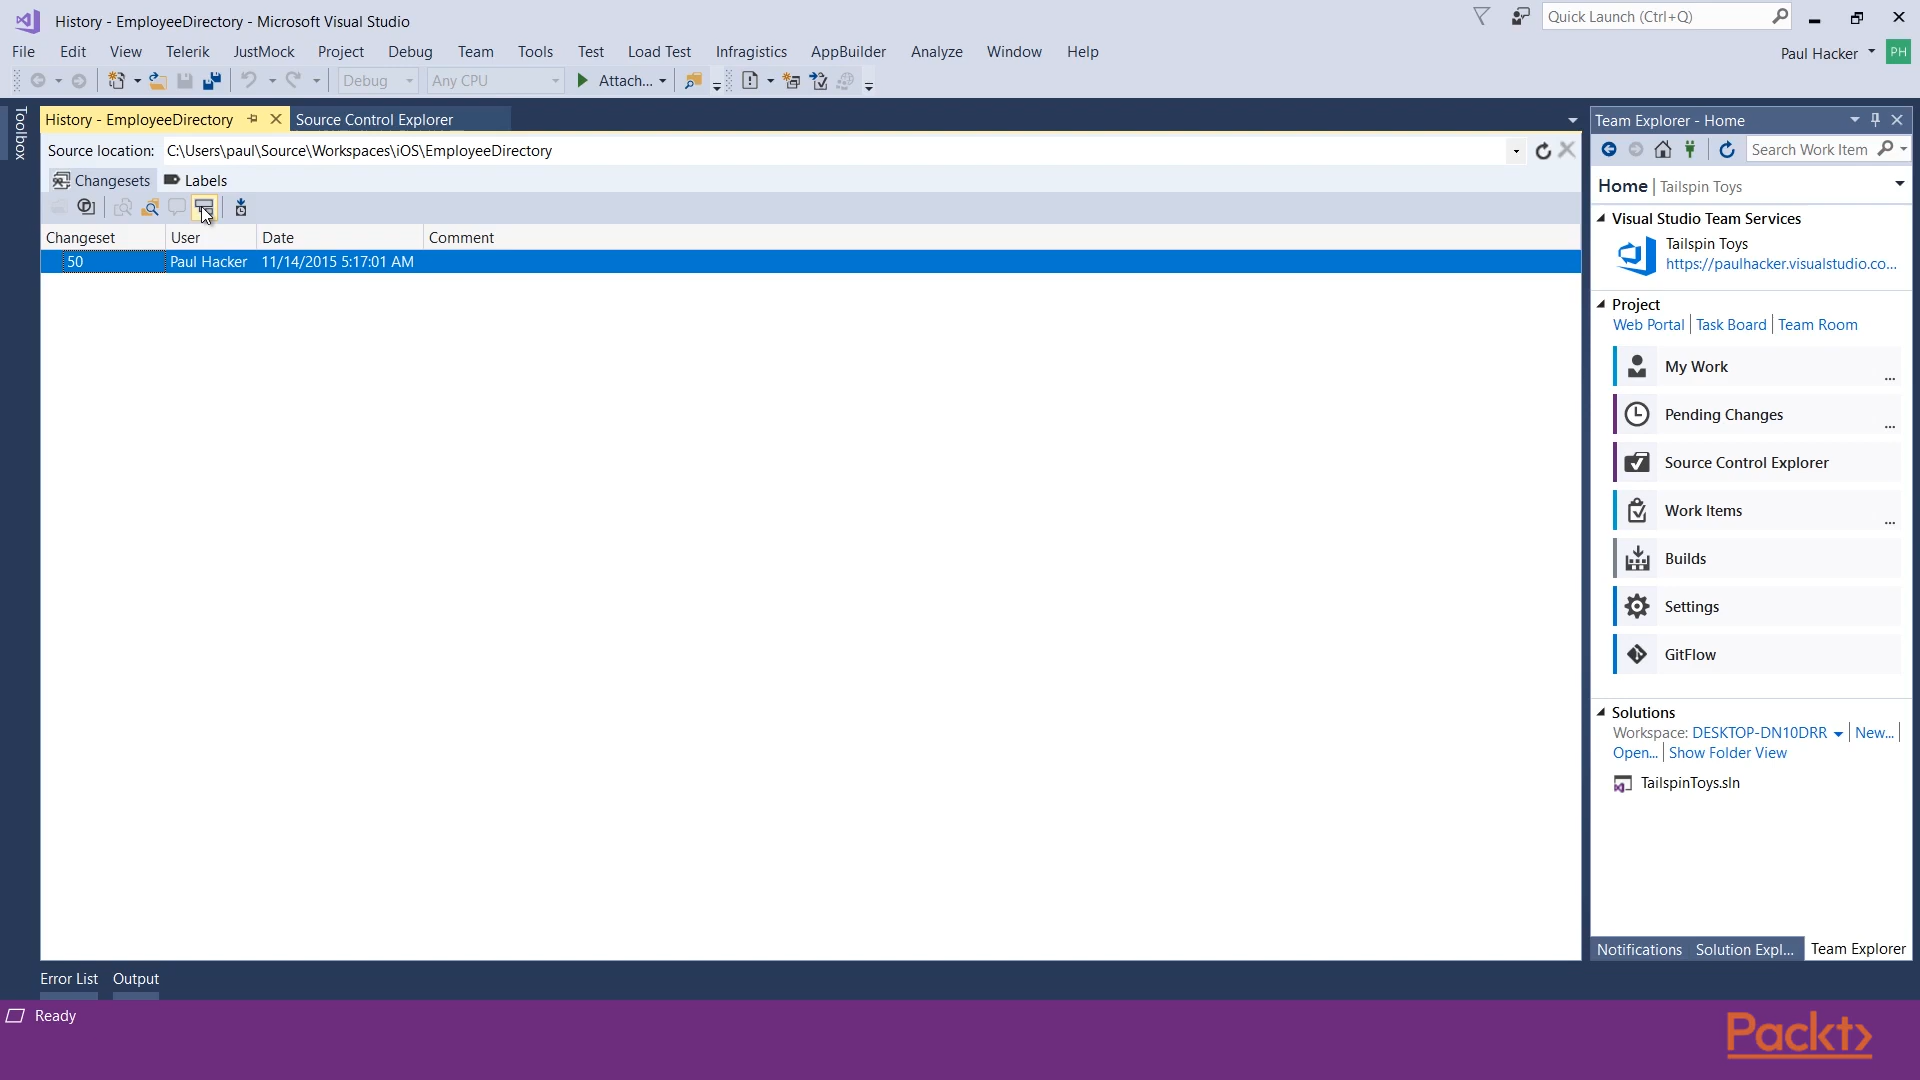 History - EmployeeDirectory - Microsoft Visual Studio
Quick Launch (Ctrl+Q)
File Edit View Telerik JustMock Project Debug Team Tools Test Load Test Infragistics AppBuilder Analyze Window Help
Paul Hacker PH
Debug Any CPU Attach...
Toolbox
History - EmployeeDirectory Source Control Explorer
Source location: C:\Users\paul\Source\Workspaces\iOS\EmployeeDirectory
Changesets Labels
Changeset User Date Comment
50 Paul Hacker 11/14/2015 5:17:01 AM
Team Explorer - Home
Search Work Item
Home | Tailspin Toys
Visual Studio Team Services
Tailspin Toys
https://paulhacker.visualstudio.co...
Project
Web Portal | Task Board | Team Room
My Work
...
Pending Changes
...
Source Control Explorer
Work Items
...
Builds
Settings
GitFlow
Solutions
Workspace: DESKTOP-DN10DRR | New... |
Open... | Show Folder View
TailspinToys.sln
Notifications Solution Expl... Team Explorer
Error List Output
Ready
Packt>